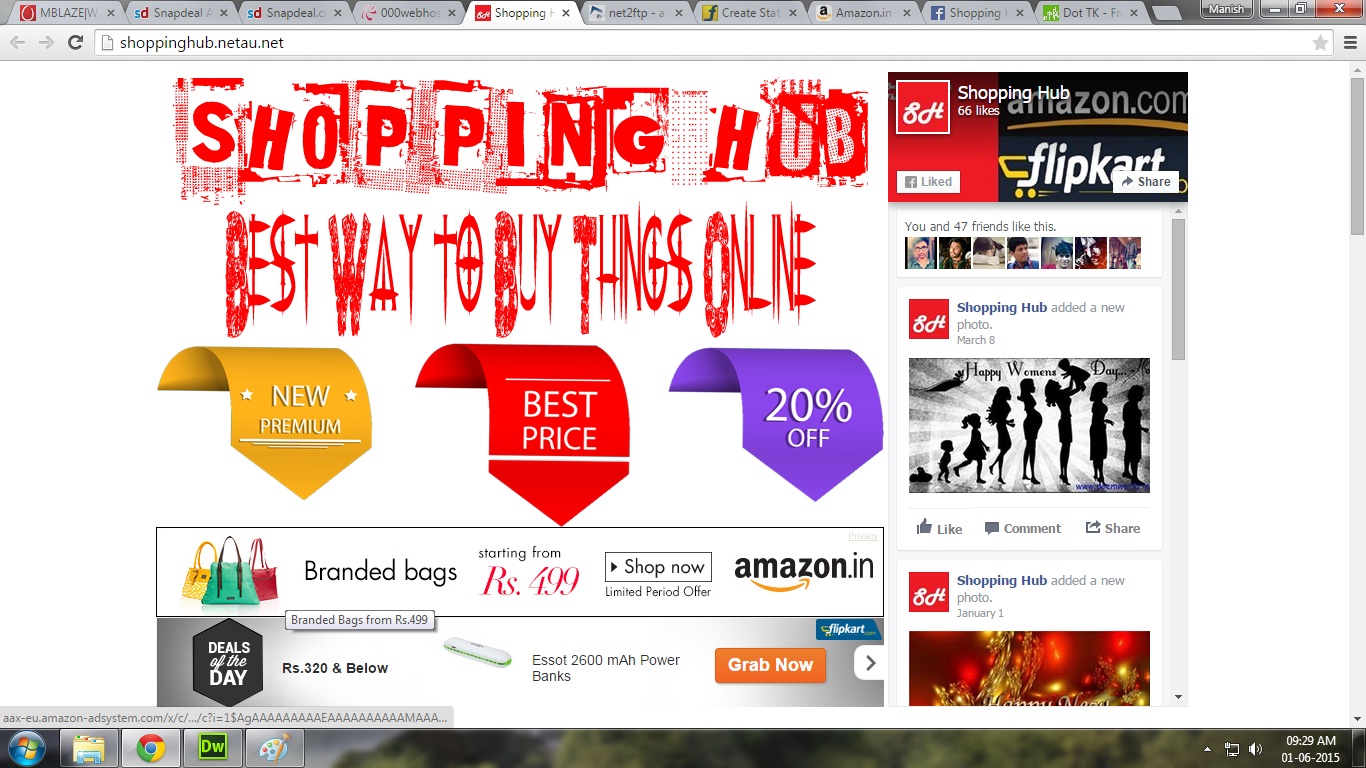 MBLAZE|W
Snapdeal A
Snapdeal.c
000webhos
Shopping H
net2ftp - a
Create Stat
Amazon.in
Shopping
Dot TK - Fr
Manish
shoppinghub.netau.net
SHOPPING HUB
BEST WAY TO BUY THINGS ONLINE
NEW
PREMIUM
BEST
PRICE
20%
OFF
Privacy
Branded bags
starting from
Rs. 499
Shop now
Limited Period Offer
amazon.in
Branded Bags from Rs.499
DEALS
of the
DAY
Rs.320 & Below
Essot 2600 mAh Power
Banks
Grab Now
flipkart.com
SH
Shopping Hub
66 likes
amazon.com
flipkart
Liked
Share
You and 47 friends like this.
SH
Shopping Hub added a new
photo.
March 8
Happy Womens Day...
Like
Comment
Share
SH
Shopping Hub added a new
photo.
January 1
Happy New
aax-eu.amazon-adsystem.com/x/c/.../c?i=1$AgAAAAAAAAAEAAAAAAAAAAMAAA...
Dw
09:29 AM
01-06-2015